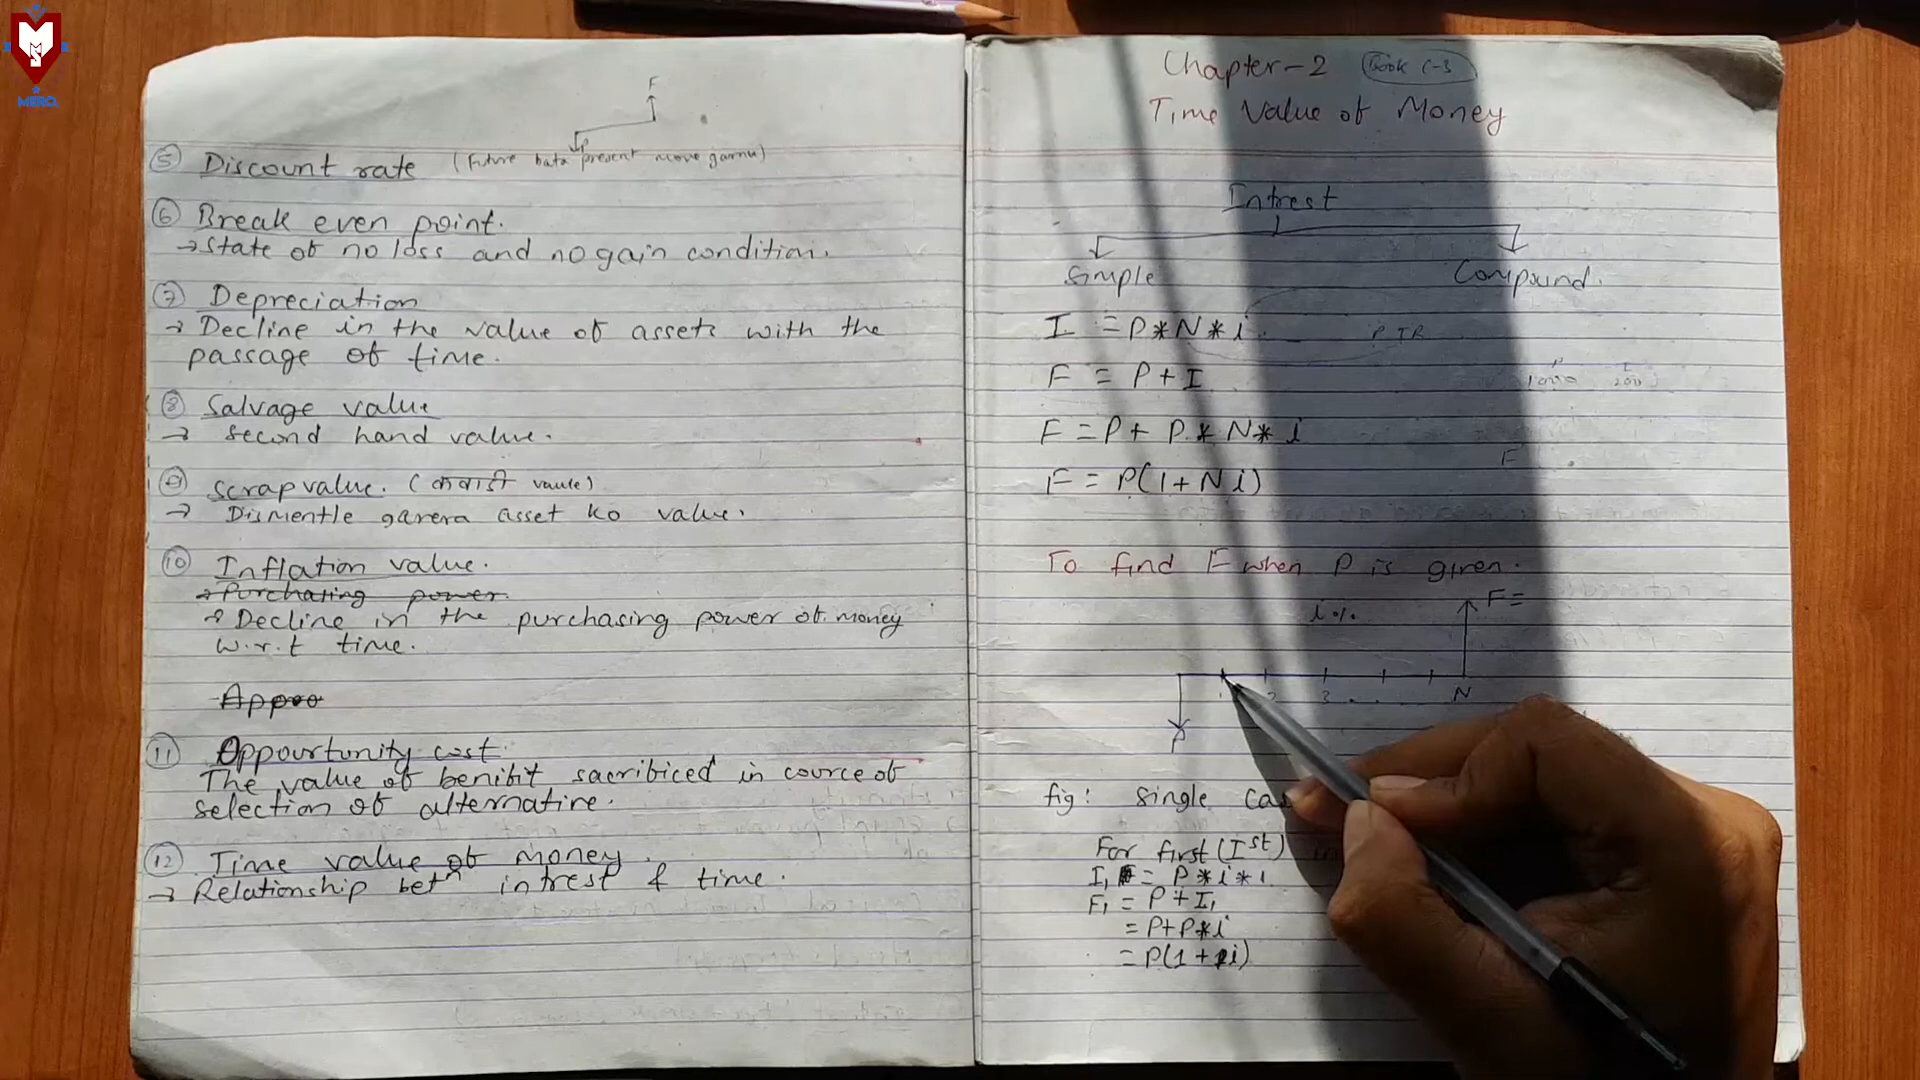 MERO.
F
P
⑤ Discount rate (Future bata present move garnu)
⑥ Break even point.
→ State of no loss and no gain condition.
⑦ Depreciation
→ Decline in the value of assets with the
passage of time.
⑧ Salvage value
→ Second hand value.
⑨ Scrap value. (कवाडी vaule)
→ Dismentle garera asset ko value.
⑩ Inflation value.
→ Purchasing power.
→ Decline in the purchasing power of money
w.r.t time.
Appro
⑪ Oppourtunity cost.
The value of benifit sacrificed in cource of
selection of alternative.
⑫ Time value of money.
→ Relationship betn intrest & time.
Chapter-2 Book C-3
Time Value of Money
Intrest
Simple Compound.
I = P*N*i. PTR
F = P+I
P I
1000 200
F = P+ P*N*i
F
F = P(1+Ni)
To find F when P is given.
i% F=
1 2 3 . . . N
P
fig: single
For first (Ist)
I1 = P*i*1
F1 = P+I1
= P+P*i
= P(1+i)